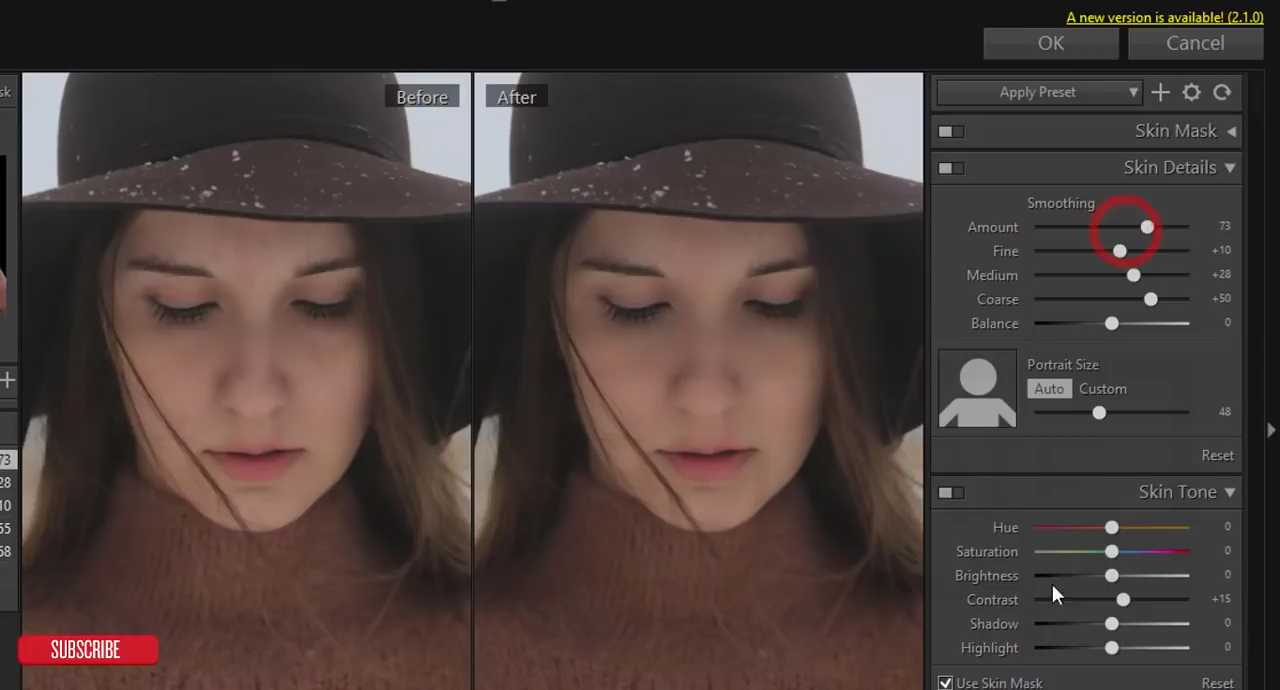 A new version is available! (2.1.0)
OK Cancel
sk
Before After
Apply Preset
Skin Mask
Skin Details
Smoothing
Amount 73
Fine +10
Medium +28
Coarse +50
Balance 0
Portrait Size
Auto Custom
48
Reset
73
28
10
55
58
Skin Tone
Hue 0
Saturation 0
Brightness 0
Contrast +15
Shadow 0
Highlight 0
Use Skin Mask Reset
SUBSCRIBE